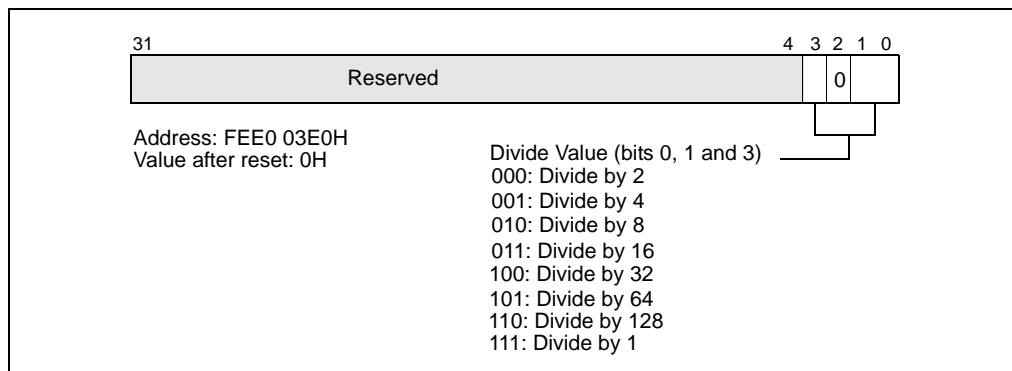 31 4 3 2 1 0
Reserved 0
Address: FEE0 03E0H
Value after reset: 0H
Divide Value (bits 0, 1 and 3)
000: Divide by 2
001: Divide by 4
010: Divide by 8
011: Divide by 16
100: Divide by 32
101: Divide by 64
110: Divide by 128
111: Divide by 1